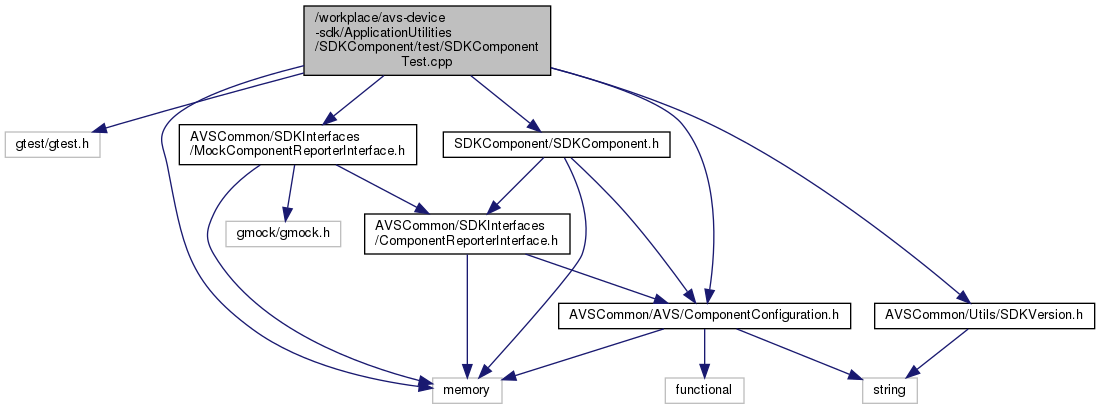 /workplace/avs-device
-sdk/ApplicationUtilities
/SDKComponent/test/SDKComponent
Test.cpp
gtest/gtest.h
AVSCommon/SDKInterfaces
/MockComponentReporterInterface.h
SDKComponent/SDKComponent.h
gmock/gmock.h
AVSCommon/SDKInterfaces
/ComponentReporterInterface.h
AVSCommon/AVS/ComponentConfiguration.h
AVSCommon/Utils/SDKVersion.h
memory
functional
string